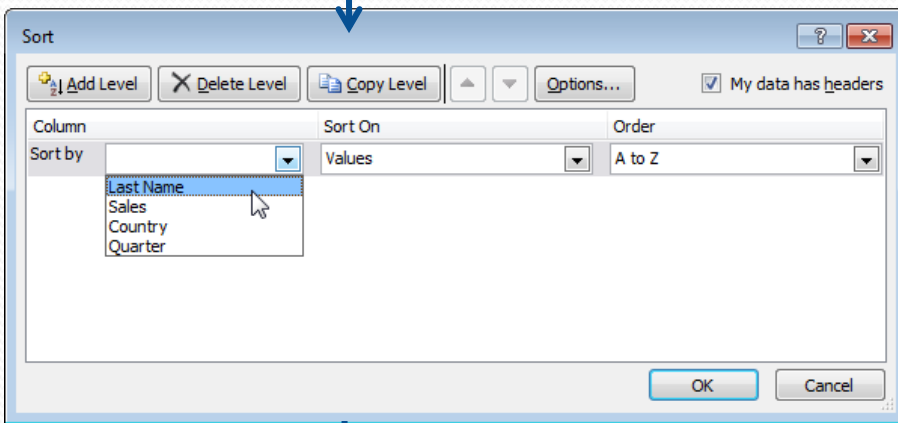 Sort
Add Level Delete Level Copy Level Options... My data has headers
Column Sort On Order
Sort by Values A to Z
Last Name
Sales
Country
Quarter
OK Cancel